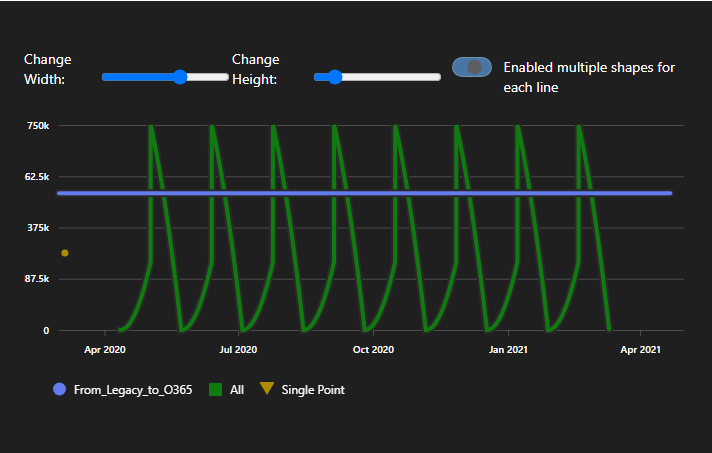 Change
Width:
Change
Height:
Enabled multiple shapes for
each line
750k
62.5k
375k
87.5k
0
Apr 2020
Jul 2020
Oct 2020
Jan 2021
Apr 2021
From_Legacy_to_O365
All
Single Point